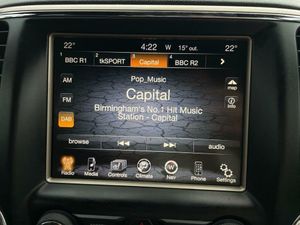 22° 4:22 W 15° out. 22°
1 BBC R1 2 tkSPORT 3 Capital 4 BBC R2
AM
Pop_Music
map
Capital
FM
info
Birmingham's No.1 Hit Music
Station - Capital
DAB
browse audio
Radio Media Controls Climate Nav Phone Settings